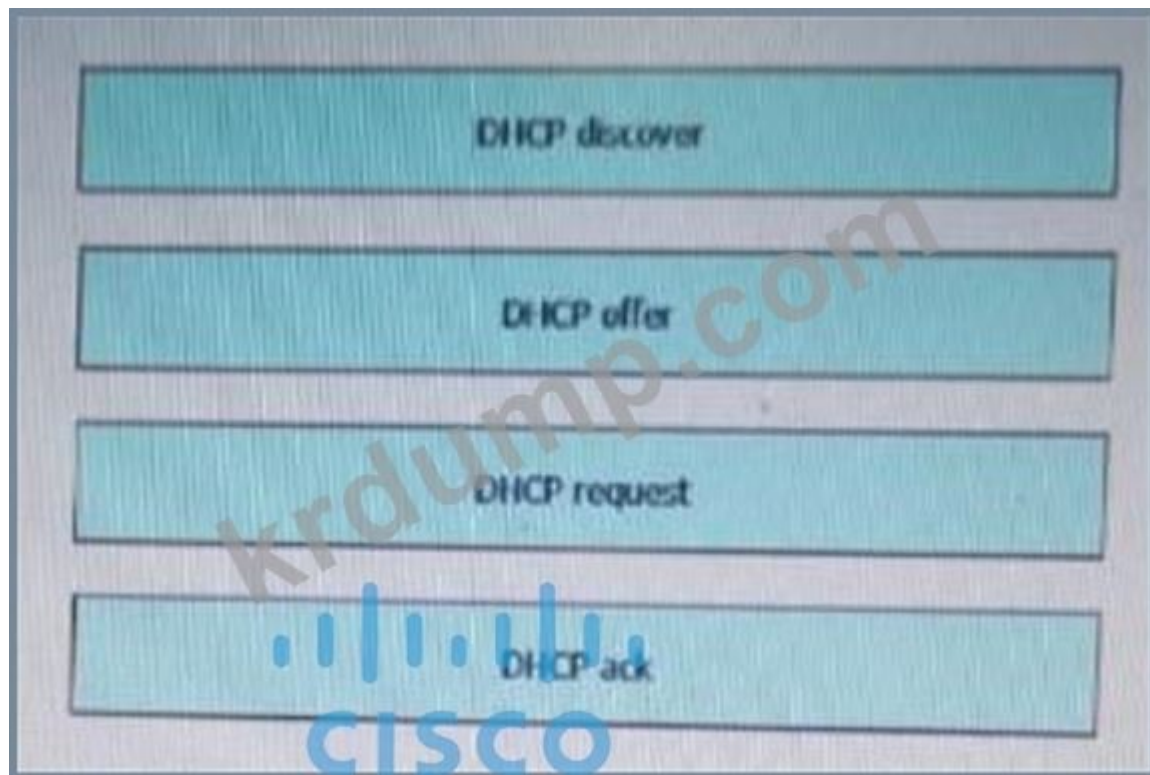 DHCP discover
DHCP offer
krdump.com
DHCP request
DHCP ack
CISCO